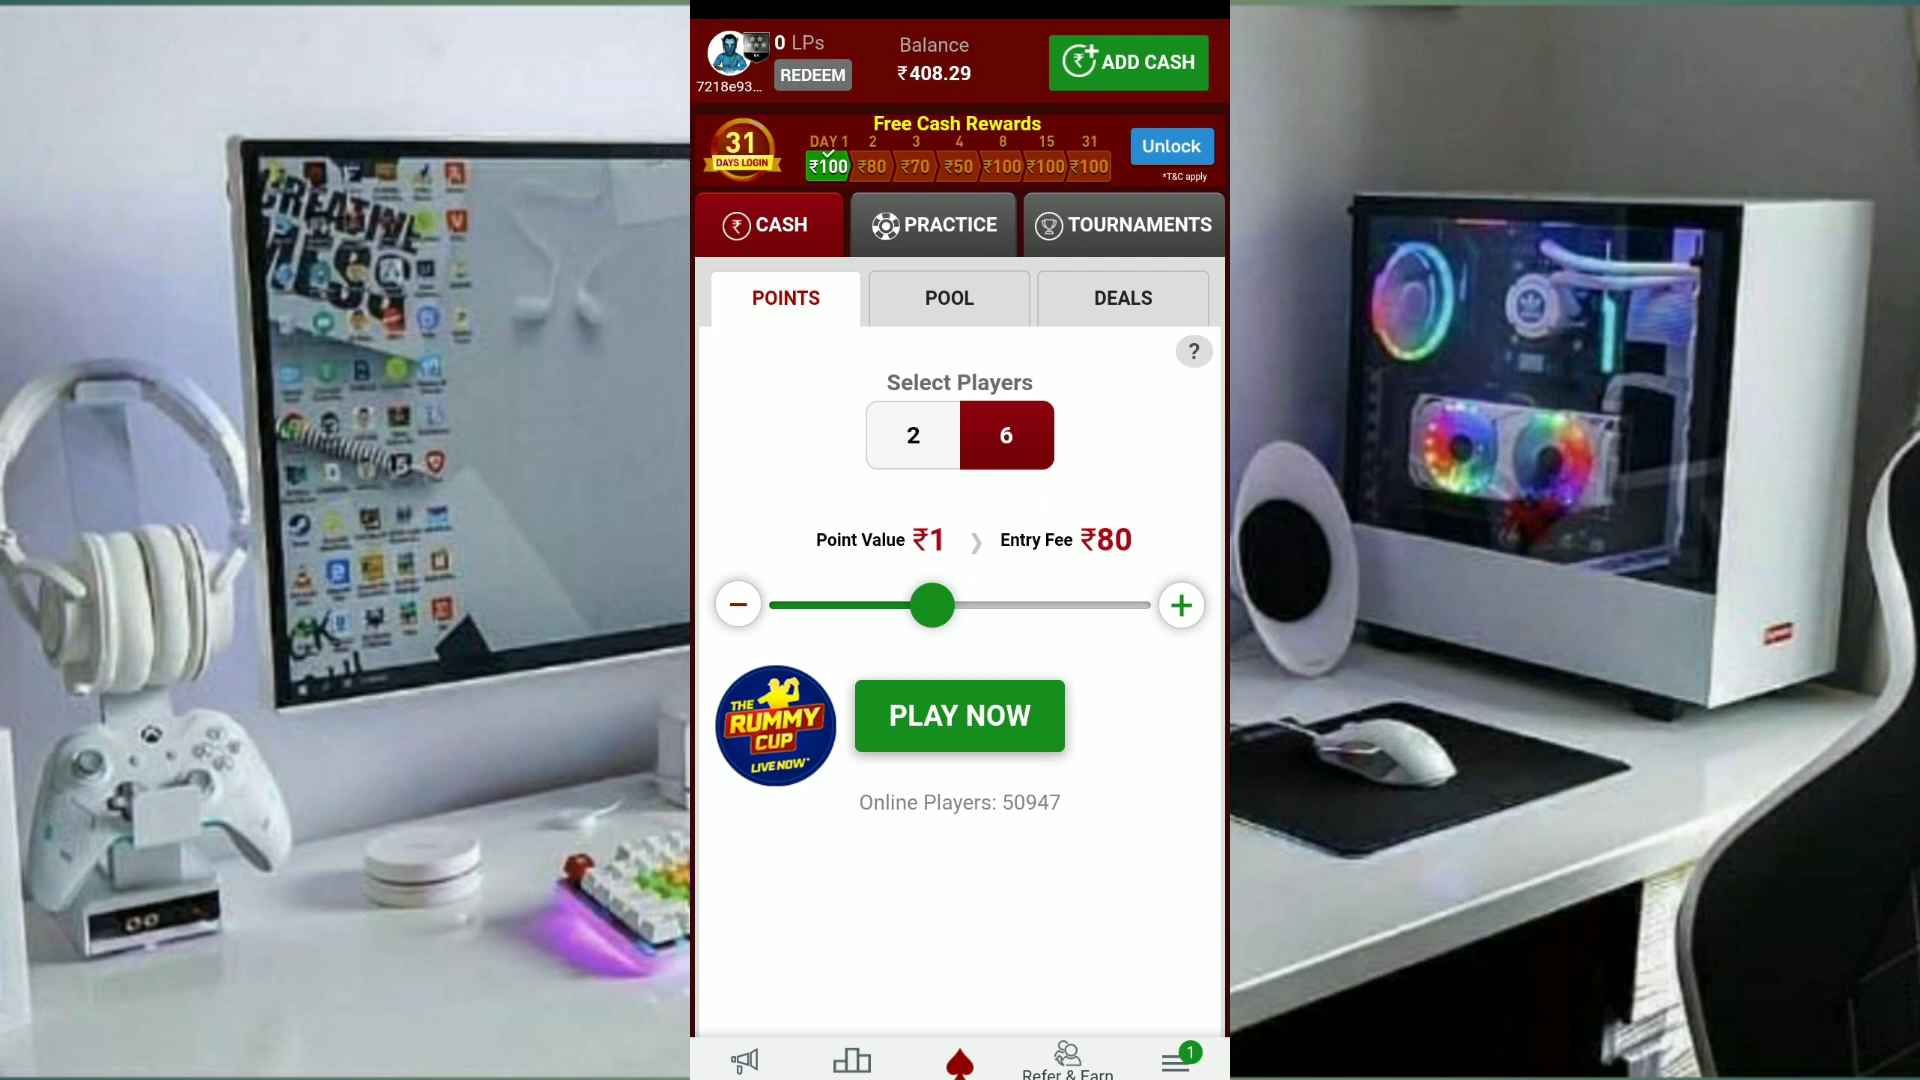 0 LPs
REDEEM
7218e93...
Balance
₹408.29
ADD CASH
31
DAYS LOGIN
Free Cash Rewards
DAY 1 2 3 4 8 15 31
₹100 ₹80 ₹70 ₹50 ₹100 ₹100 ₹100
Unlock
*T&C apply
CASH
PRACTICE
TOURNAMENTS
POINTS
POOL
DEALS
?
Select Players
2 6
Point Value ₹1 Entry Fee ₹80
THE
RUMMY
CUP
LIVE NOW*
PLAY NOW
Online Players: 50947
Refer & Earn
1
CREATIVE